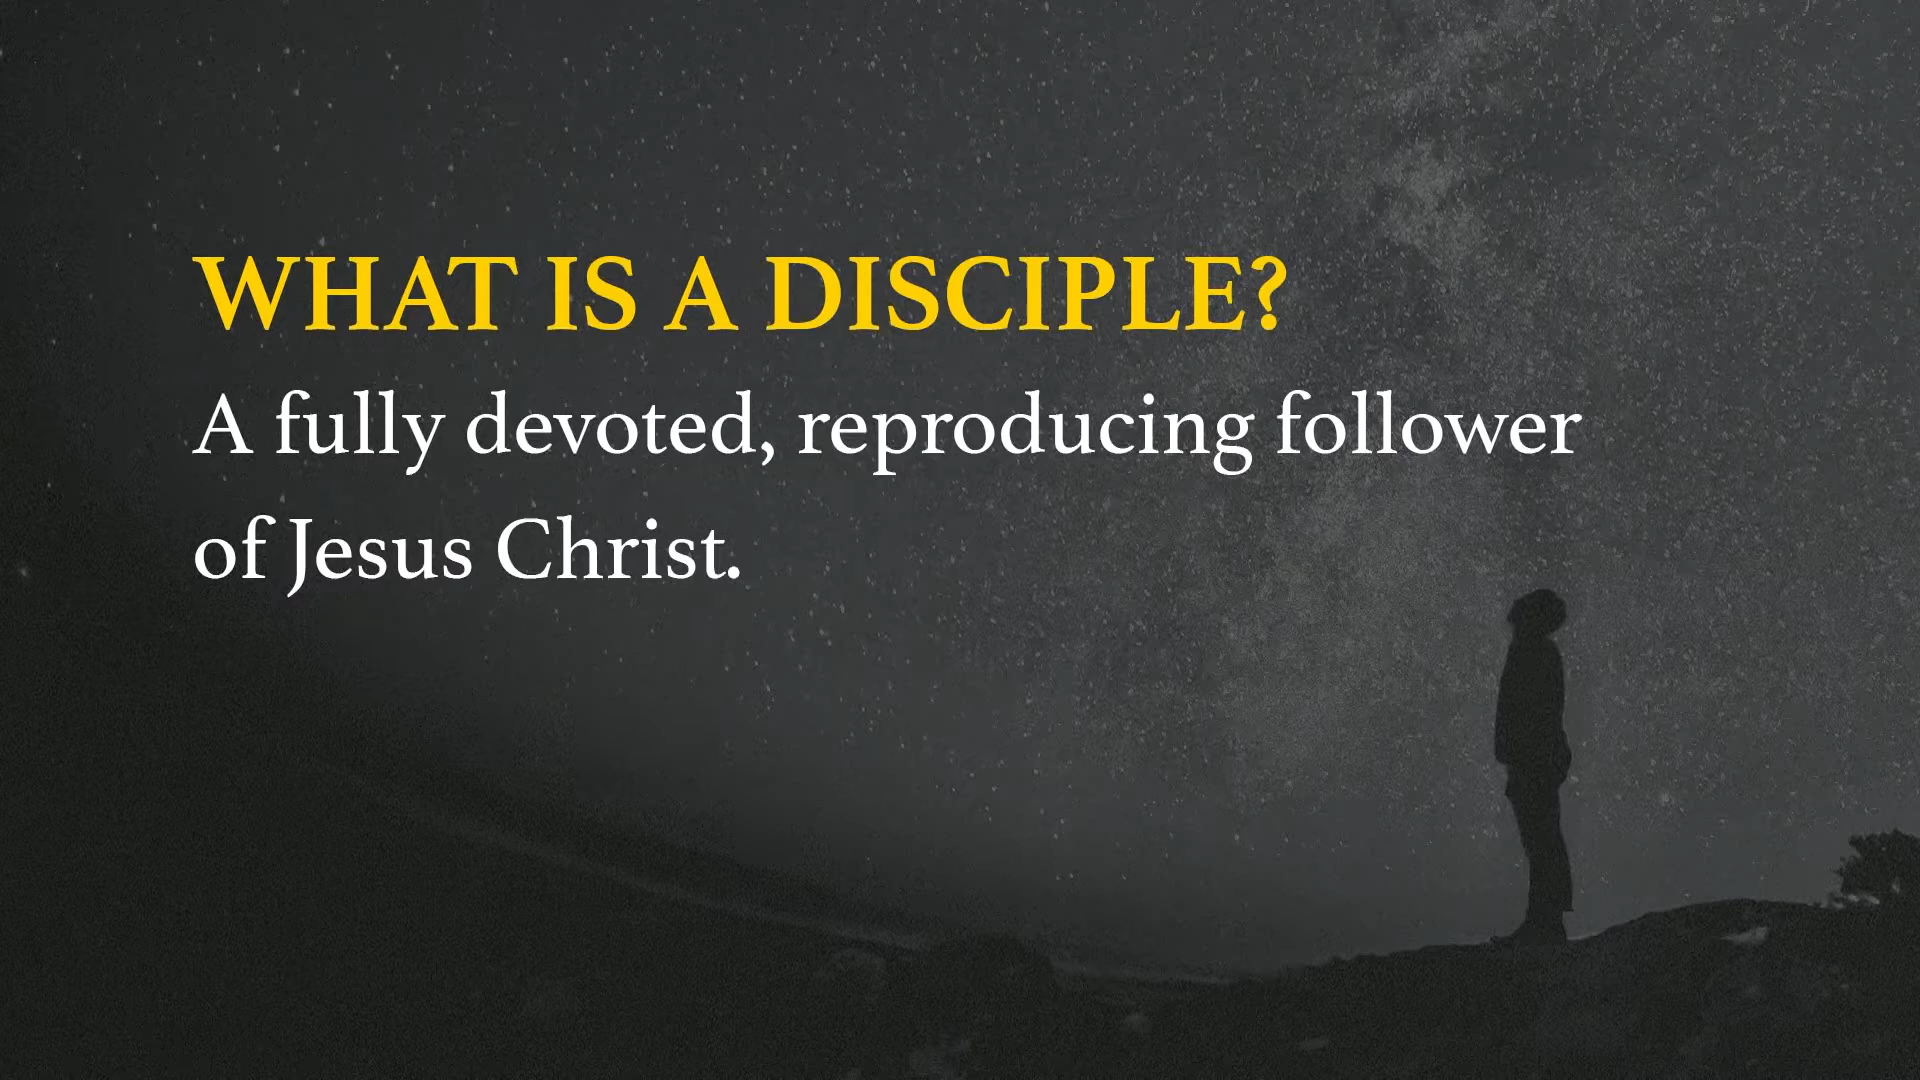 WHAT IS A DISCIPLE?
A fully devoted, reproducing follower
of Jesus Christ.